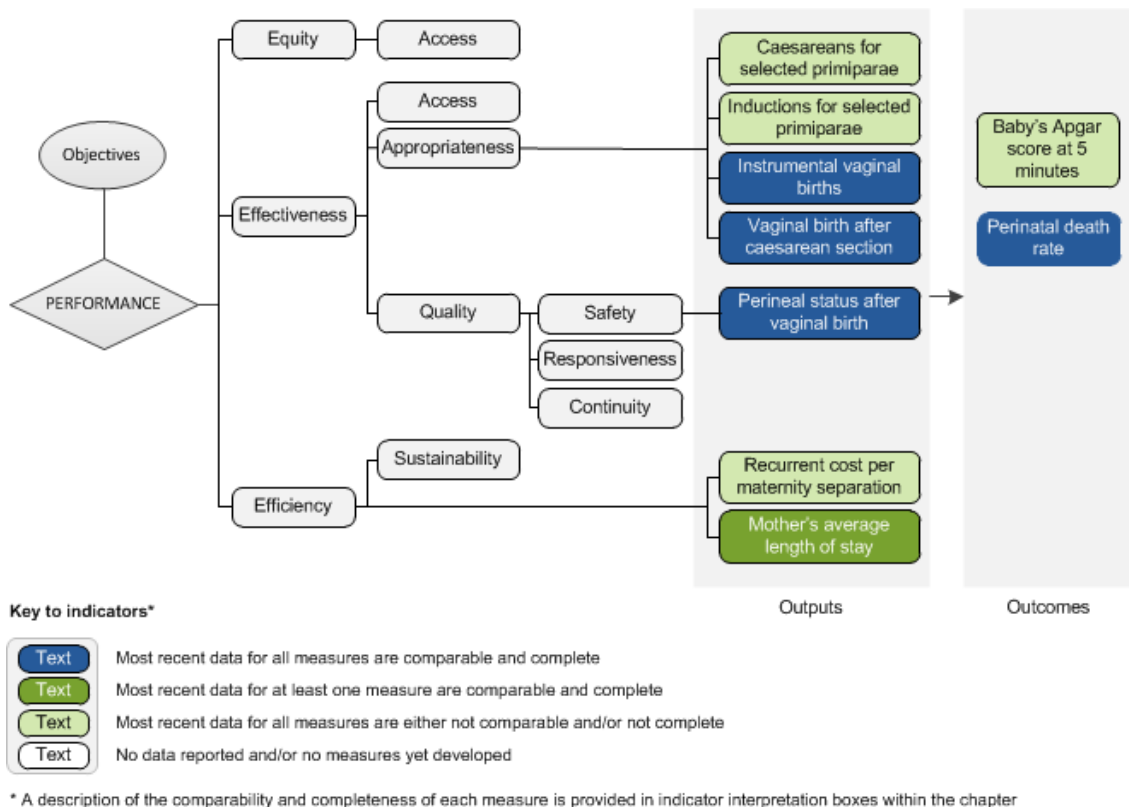 Objectives
PERFORMANCE
Equity
Access
Effectiveness
Access
Appropriateness
Quality
Safety
Responsiveness
Continuity
Efficiency
Sustainability
Caesareans for
selected primiparae
Inductions for selected
primiparae
Instrumental vaginal
births
Vaginal birth after
caesarean section
Perineal status after
vaginal birth
Recurrent cost per
maternity separation
Mother's average
length of stay
Outputs
Baby's Apgar
score at 5
minutes
Perinatal death
rate
Outcomes
Key to indicators*
Text Most recent data for all measures are comparable and complete
Text Most recent data for at least one measure are comparable and complete
Text Most recent data for all measures are either not comparable and/or not complete
Text No data reported and/or no measures yet developed
* A description of the comparability and completeness of each measure is provided in indicator interpretation boxes within the chapter